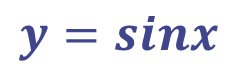 y = sinx